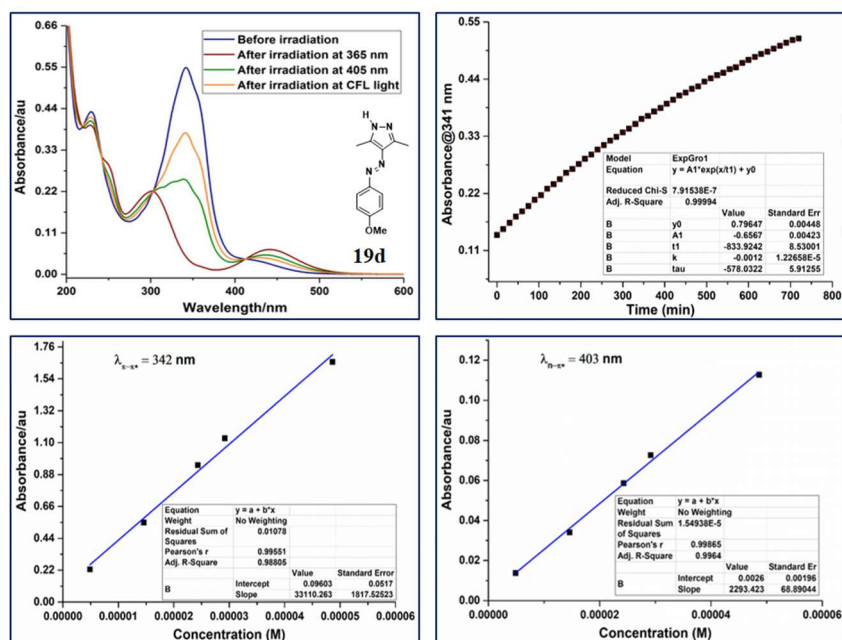 0.66
0.55
0.44
0.33
0.22
0.11
0.00
Absorbance/au
Before irradiation
After irradiation at 365 nm
After irradiation at 405 nm
After irradiation at CFL light
H
N
N
N
N
OMe
19d
200
300
400
500
600
Wavelength/nm
0.55
0.44
0.33
0.22
0.11
Absorbance@341 nm
Model ExpGro1
Equation y = A1*exp(x/t1) + y0
Reduced Chi-S 7.91538E-7
Adj. R-Square 0.99994
Value Standard Err
B y0 0.79647 0.00448
B A1 -0.6567 0.00423
B t1 -833.9242 8.53001
B k -0.0012 1.22658E-5
B tau -578.0322 5.91255
0 100 200 300 400 500 600 700 800
Time (min)
λπ-π* = 342 nm
1.76
1.54
1.32
1.10
0.88
0.66
0.44
0.22
0.00
Absorbance/au
Equation y = a + b*x
Weight No Weighting
Residual Sum of Squares 0.01078
Pearson's r 0.99551
Adj. R-Square 0.98805
Value Standard Error
B Intercept 0.09603 0.0517
Slope 33110.263 1817.52523
0.00000 0.00001 0.00002 0.00003 0.00004 0.00005 0.00006
Concentration (M)
λn-π* = 403 nm
0.12
0.10
0.08
0.06
0.04
0.02
0.00
Absorbance/au
Equation y = a + b*x
Weight No Weighting
Residual Sum of Squares 1.54938E-5
Pearson's r 0.99865
Adj. R-Square 0.9964
Value Standard Er
B Intercept 0.0026 0.00196
Slope 2293.423 68.89044
0.00000 0.00002 0.00004 0.00006
Concentration (M)